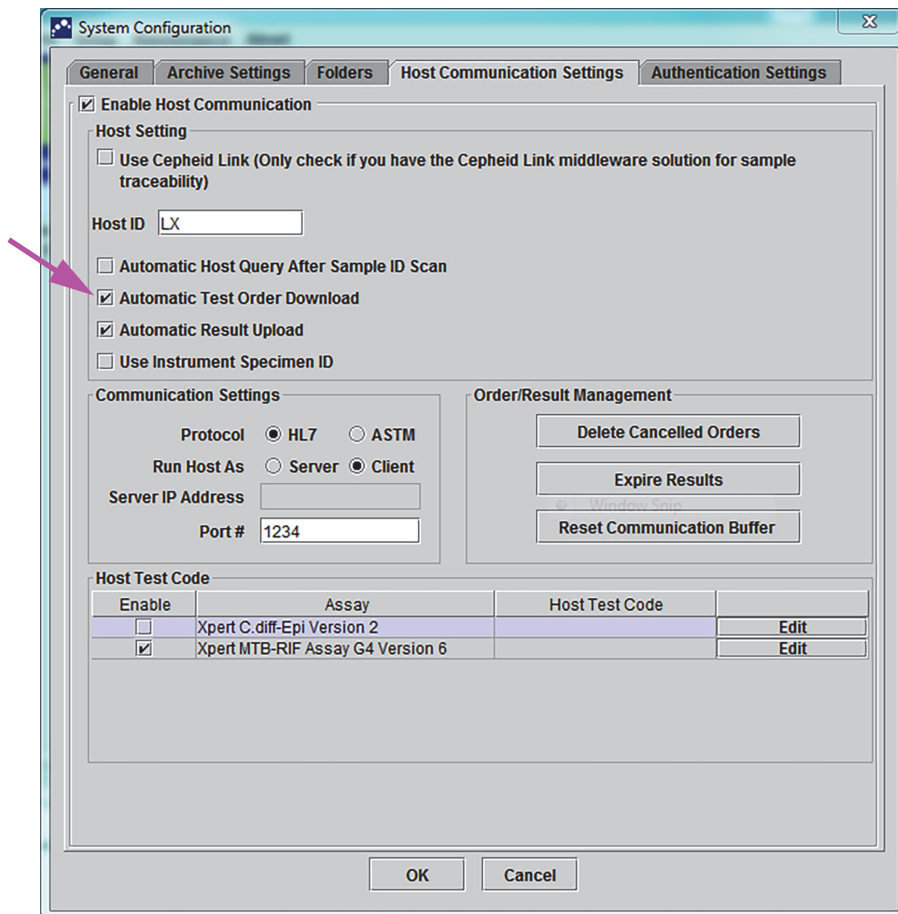 System Configuration
General Archive Settings Folders Host Communication Settings Authentication Settings
Enable Host Communication
Host Setting
Use Cepheid Link (Only check if you have the Cepheid Link middleware solution for sample
traceability)
Host ID LX
Automatic Host Query After Sample ID Scan
Automatic Test Order Download
Automatic Result Upload
Use Instrument Specimen ID
Communication Settings
Protocol HL7 ASTM
Run Host As Server Client
Server IP Address
Port # 1234
Order/Result Management
Delete Cancelled Orders
Expire Results
Window Snip
Reset Communication Buffer
Host Test Code
Enable Assay Host Test Code
Xpert C.diff-Epi Version 2 Edit
Xpert MTB-RIF Assay G4 Version 6 Edit
OK Cancel